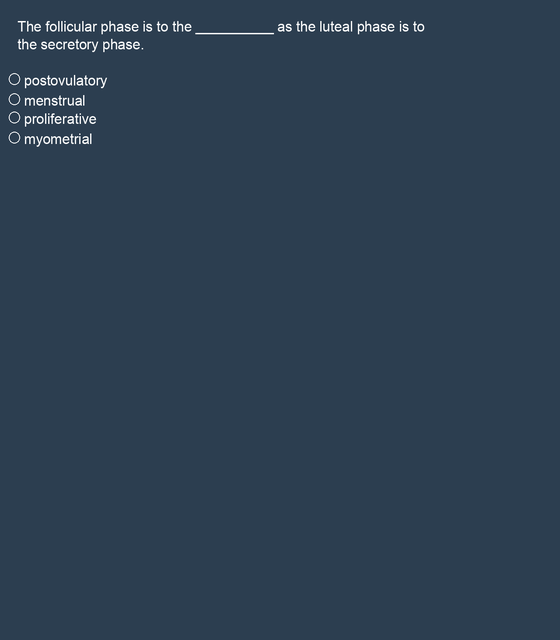 The follicular phase is to the __________ as the luteal phase is to
the secretory phase.
postovulatory
menstrual
proliferative
myometrial